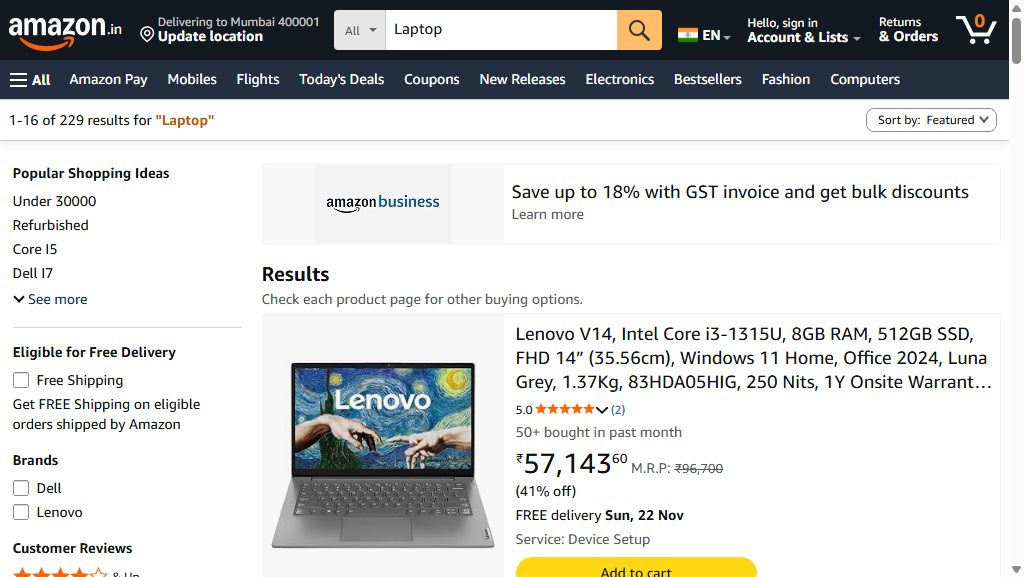 amazon.in
Delivering to Mumbai 400001
Update location
All
Laptop
EN
Hello, sign in
Account & Lists
Returns
& Orders
0
All
Amazon Pay
Mobiles
Flights
Today's Deals
Coupons
New Releases
Electronics
Bestsellers
Fashion
Computers
1-16 of 229 results for "Laptop"
Sort by: Featured
Popular Shopping Ideas
Under 30000
Refurbished
Core I5
Dell I7
See more
Eligible for Free Delivery
Free Shipping
Get FREE Shipping on eligible
orders shipped by Amazon
Brands
Dell
Lenovo
Customer Reviews
& Up
amazon business
Save up to 18% with GST invoice and get bulk discounts
Learn more
Results
Check each product page for other buying options.
Lenovo
Lenovo V14, Intel Core i3-1315U, 8GB RAM, 512GB SSD,
FHD 14” (35.56cm), Windows 11 Home, Office 2024, Luna
Grey, 1.37Kg, 83HDA05HIG, 250 Nits, 1Y Onsite Warrant…
5.0 (2)
50+ bought in past month
₹57,14360 M.R.P: ₹96,700
(41% off)
FREE delivery Sun, 22 Nov
Service: Device Setup
Add to cart